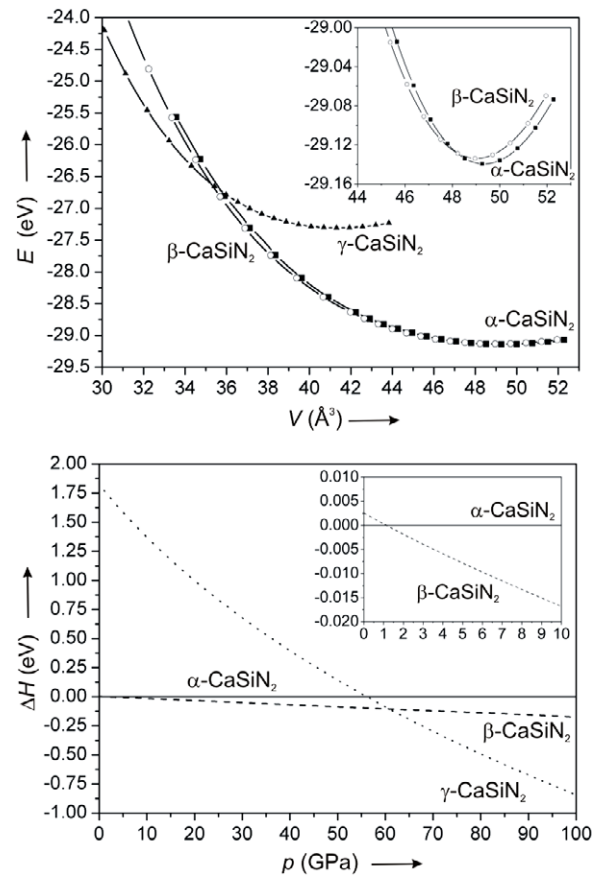 -24.0
-24.5
-25.0
-25.5
-26.0
-26.5
-27.0
-27.5
-28.0
-28.5
-29.0
-29.5
E (eV)
30 32 34 36 38 40 42 44 46 48 50 52
V (Å³)
β-CaSiN₂
γ-CaSiN₂
α-CaSiN₂
-29.00
-29.04
-29.08
-29.12
-29.16
44 46 48 50 52
β-CaSiN₂
α-CaSiN₂
2.00
1.75
1.50
1.25
1.00
0.75
0.50
0.25
0.00
-0.25
-0.50
-0.75
-1.00
ΔH (eV)
0 10 20 30 40 50 60 70 80 90 100
p (GPa)
α-CaSiN₂
β-CaSiN₂
γ-CaSiN₂
0.010
0.005
0.000
-0.005
-0.010
-0.015
-0.020
0 1 2 3 4 5 6 7 8 9 10
α-CaSiN₂
β-CaSiN₂